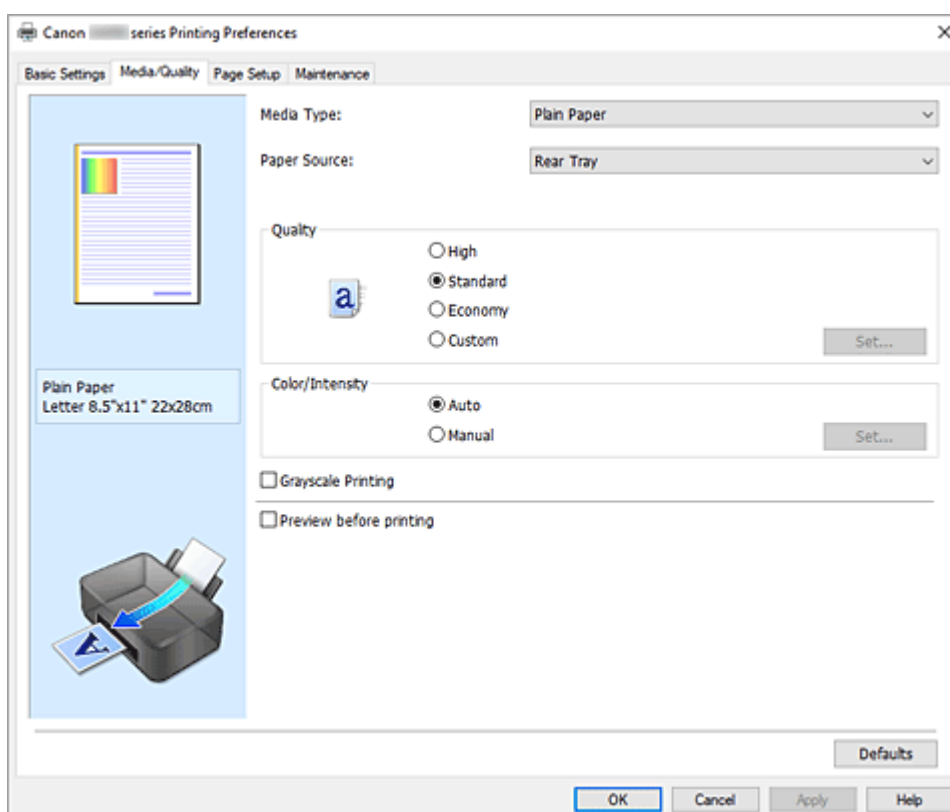 Canon series Printing Preferences
Basic Settings Media/Quality Page Setup Maintenance
Media Type: Plain Paper
Paper Source: Rear Tray
Quality
High
a Standard
Economy
Custom Set...
Plain Paper
Letter 8.5"x11" 22x28cm
Color/Intensity
Auto
Manual Set...
Grayscale Printing
Preview before printing
A
Defaults
OK Cancel Apply Help